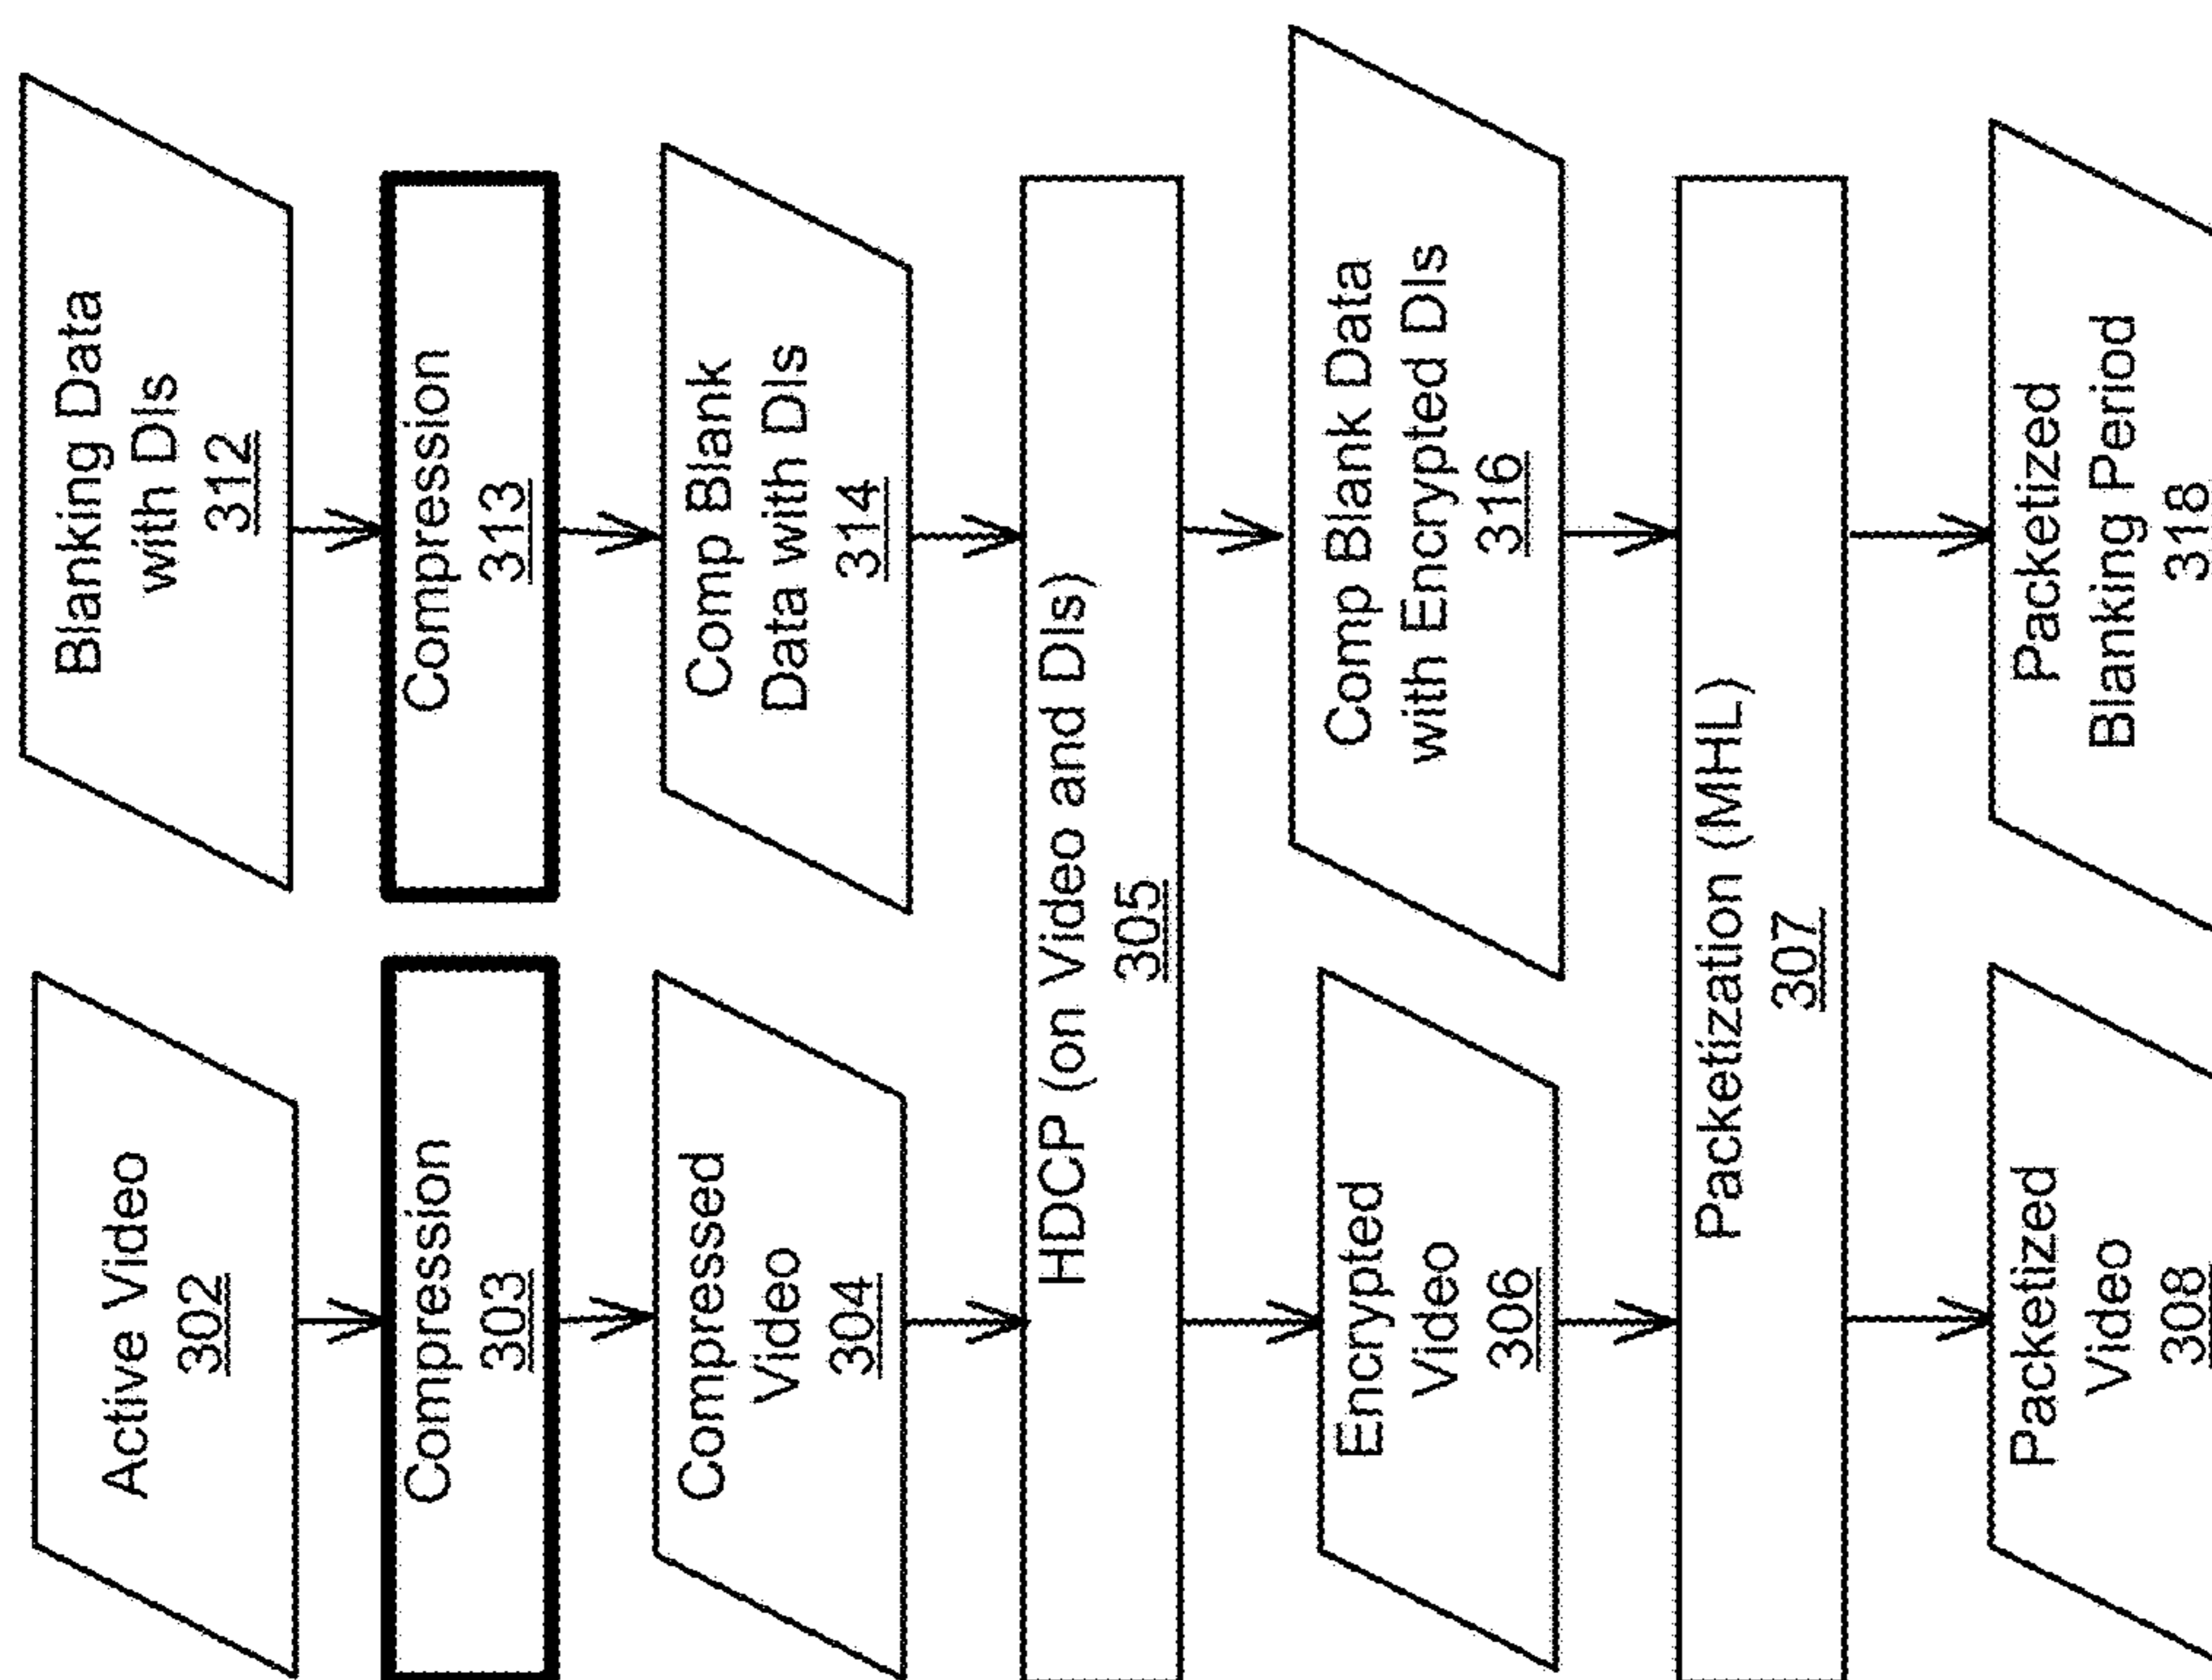 Active Video
302
Compression
303
Compressed
Video
304
HDCP (on Video and DIs)
305
Encrypted
Video
306
Packetization (MHL)
307
Packetized
Video
308
Blanking Data
with DIs
312
Compression
313
Comp Blank
Data with DIs
314
Comp Blank Data
with Encrypted DIs
316
Packetized
Blanking Period
318